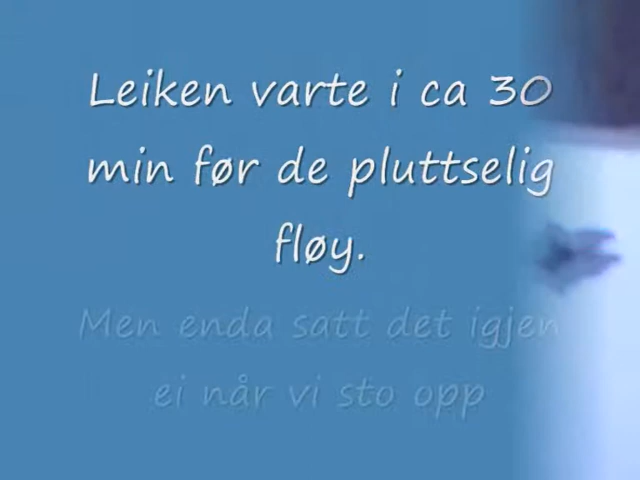 Leiken varte i ca 30
min før de pluttselig
fløy.
Men enda satt det igjen
ei når vi sto opp